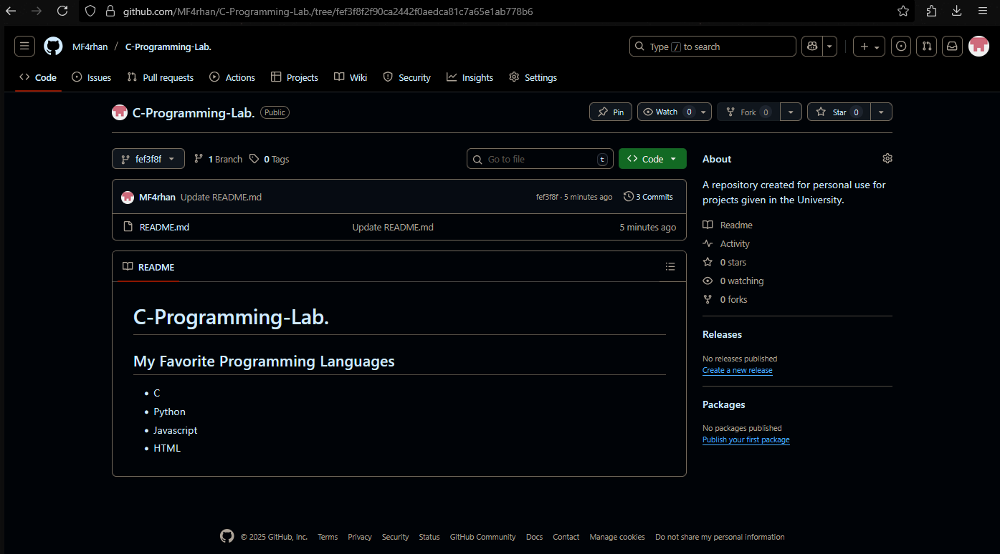 github.com/MF4rhan/C-Programming-Lab./tree/fef3f8f2f90ca2442f0aedca81c7a65e1ab778b6
MF4rhan / C-Programming-Lab.
Type / to search
Code Issues Pull requests Actions Projects Wiki Security Insights Settings
C-Programming-Lab. Public
Pin Watch 0 Fork 0 Star 0
fef3f8f 1 Branch 0 Tags
Go to file t Code
MF4rhan Update README.md fef3f8f · 5 minutes ago 3 Commits
README.md Update README.md 5 minutes ago
README
C-Programming-Lab.
My Favorite Programming Languages
• C
• Python
• Javascript
• HTML
About
A repository created for personal use for
projects given in the University.
Readme
Activity
0 stars
0 watching
0 forks
Releases
No releases published
Create a new release
Packages
No packages published
Publish your first package
© 2025 GitHub, Inc. Terms Privacy Security Status GitHub Community Docs Contact Manage cookies Do not share my personal information